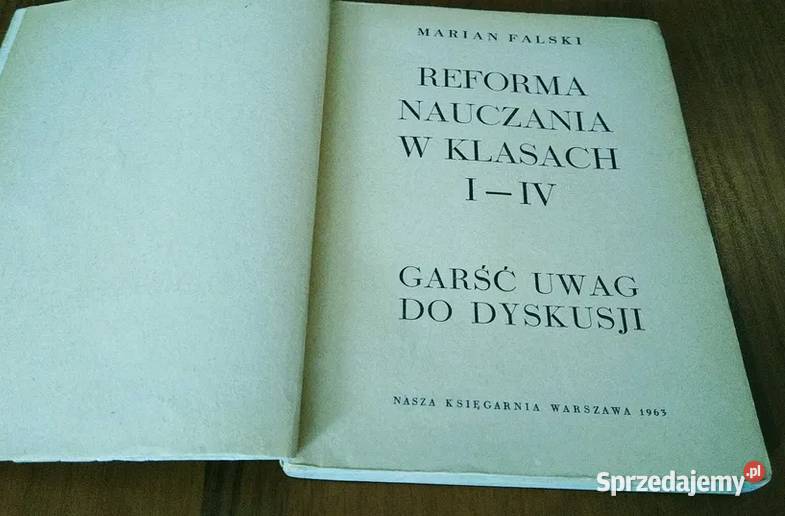 MARIAN FALSKI
REFORMA
NAUCZANIA
W KLASACH
I—IV
GARŚĆ UWAG
DO DYSKUSJI
NASZA KSIĘGARNIA WARSZAWA 1963
Sprzedajemy.pl